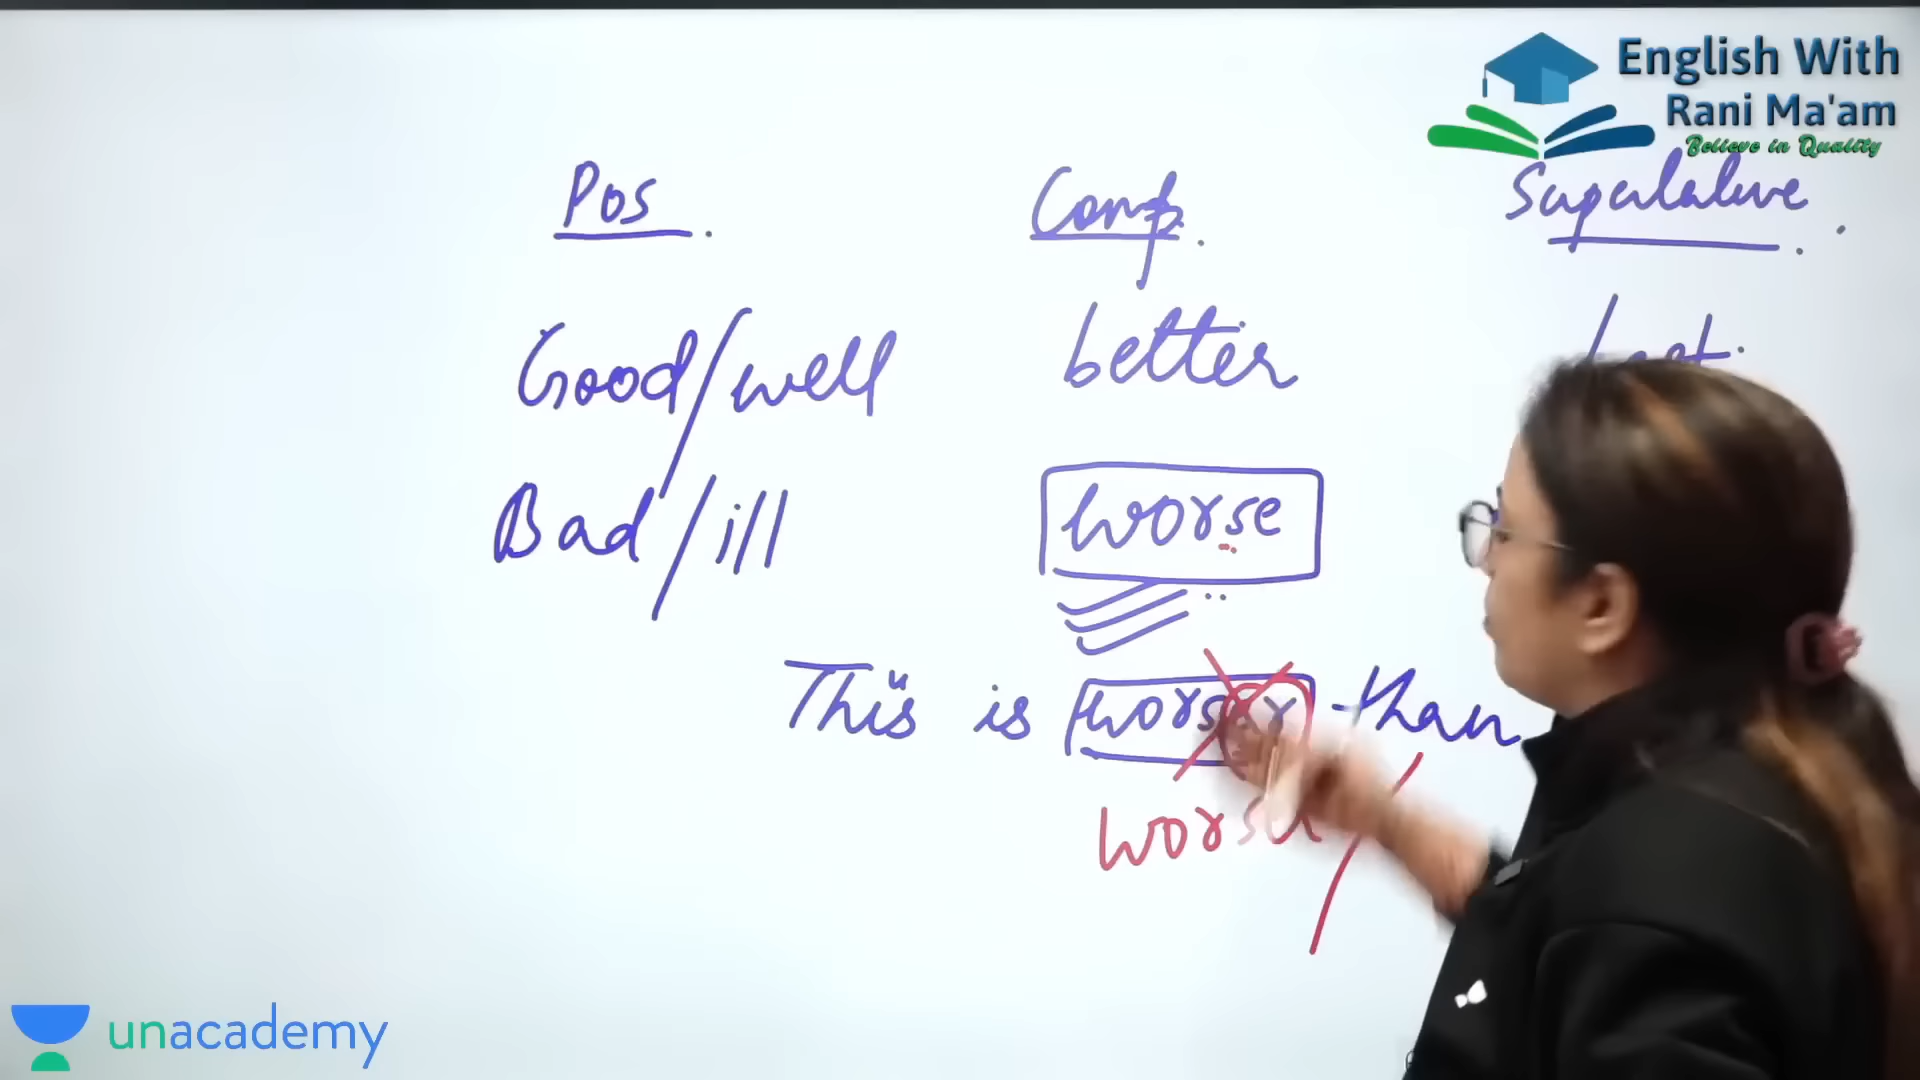 English With
Rani Ma'am
Believe in Quality
Pos. Comp. Superlative.
Good/well better
Bad/ill worse
This is than
unacademy